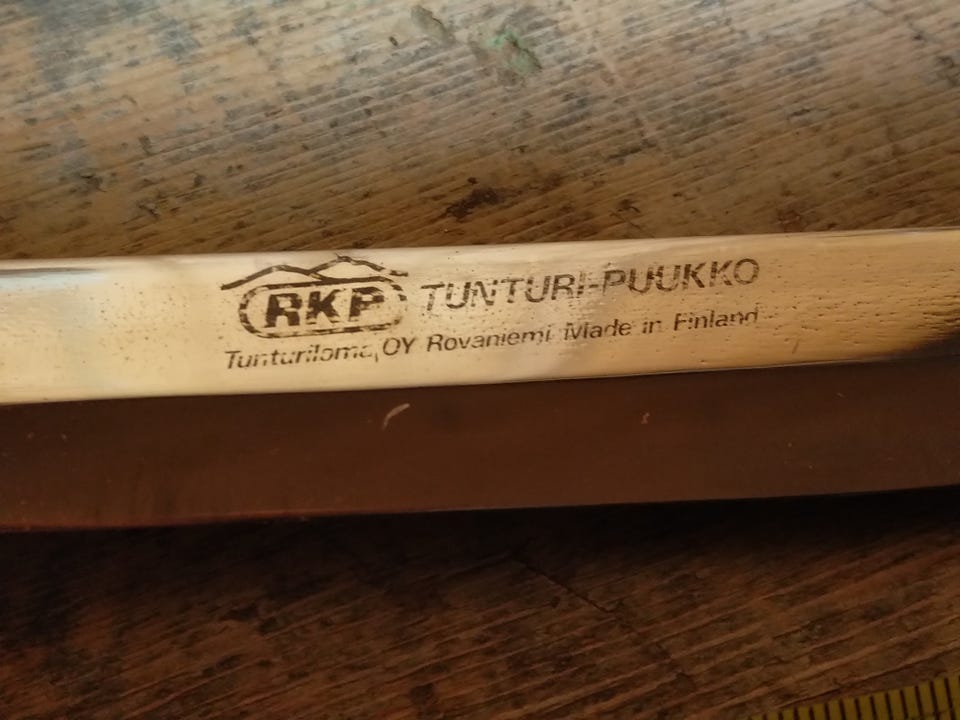 RKP TUNTURI-PUUKKO
Tunturiloma OY Rovaniemi Made in Finland